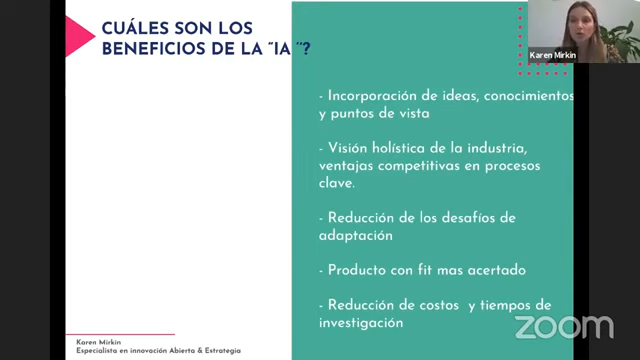 CUÁLES SON LOS
BENEFICIOS DE LA “IA ”?
Karen Mirkin
- Incorporación de ideas, conocimientos
y puntos de vista
- Visión holística de la industria,
ventajas competitivas en procesos
clave.
- Reducción de los desafíos de
adaptación
- Producto con fit mas acertado
- Reducción de costos y tiempos de
investigación
Karen Mirkin
Especialista en innovación Abierta & Estrategia
zoom